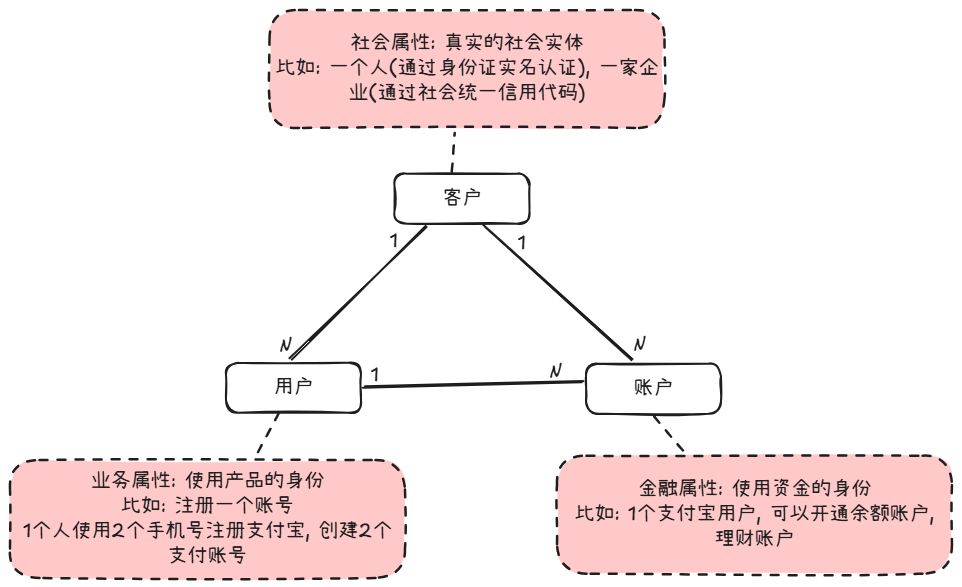 社会属性: 真实的社会实体
比如: 一个人(通过身份证实名认证), 一家企
业(通过社会统一信用代码)
客户
1
1
N
N
用户
1
N
账户
业务属性: 使用产品的身份
比如: 注册一个账号
1个人使用2个手机号注册支付宝, 创建2个
支付账号
金融属性: 使用资金的身份
比如: 1个支付宝用户, 可以开通余额账户,
理财账户